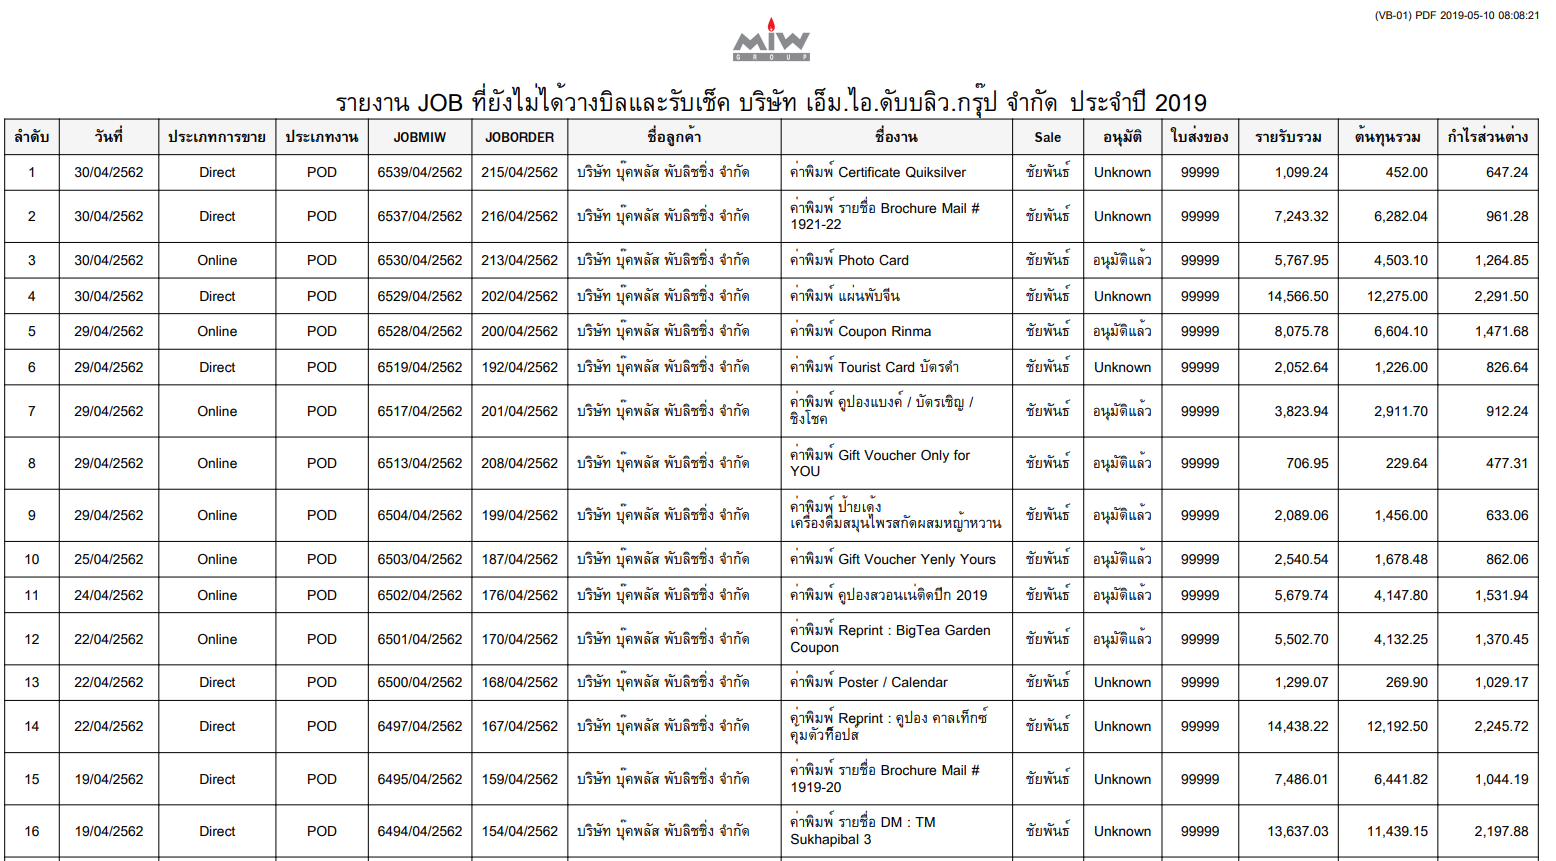 (VB-01) PDF 2019-05-10 08:08:21
MIW
GROUP
รายงาน JOB ที่ยังไม่ได้วางบิลและรับเช็ค บริษัท เอ็ม.ไอ.ดับบลิว.กรุ๊ป จำกัด ประจำปี 2019
ลำดับ วันที่ ประเภทการขาย ประเภทงาน JOBMIW JOBORDER ชื่อลูกค้า ชื่องาน Sale อนุมัติ ใบส่งของ รายรับรวม ต้นทุนรวม กำไรส่วนต่าง
1 30/04/2562 Direct POD 6539/04/2562 215/04/2562 บริษัท บุ๊คพลัส พับลิชชิ่ง จำกัด ค่าพิมพ์ Certificate Quiksilver ชัยพันธ์ Unknown 99999 1,099.24 452.00 647.24
2 30/04/2562 Direct POD 6537/04/2562 216/04/2562 บริษัท บุ๊คพลัส พับลิชชิ่ง จำกัด ค่าพิมพ์ รายชื่อ Brochure Mail # ชัยพันธ์ Unknown 99999 7,243.32 6,282.04 961.28
1921-22
3 30/04/2562 Online POD 6530/04/2562 213/04/2562 บริษัท บุ๊คพลัส พับลิชชิ่ง จำกัด ค่าพิมพ์ Photo Card ชัยพันธ์ อนุมัติแล้ว 99999 5,767.95 4,503.10 1,264.85
4 30/04/2562 Direct POD 6529/04/2562 202/04/2562 บริษัท บุ๊คพลัส พับลิชชิ่ง จำกัด ค่าพิมพ์ แผ่นพับจีน ชัยพันธ์ Unknown 99999 14,566.50 12,275.00 2,291.50
5 29/04/2562 Online POD 6528/04/2562 200/04/2562 บริษัท บุ๊คพลัส พับลิชชิ่ง จำกัด ค่าพิมพ์ Coupon Rinma ชัยพันธ์ อนุมัติแล้ว 99999 8,075.78 6,604.10 1,471.68
6 29/04/2562 Direct POD 6519/04/2562 192/04/2562 บริษัท บุ๊คพลัส พับลิชชิ่ง จำกัด ค่าพิมพ์ Tourist Card บัตรดำ ชัยพันธ์ Unknown 99999 2,052.64 1,226.00 826.64
7 29/04/2562 Online POD 6517/04/2562 201/04/2562 บริษัท บุ๊คพลัส พับลิชชิ่ง จำกัด ค่าพิมพ์ คูปองแบงค์ / บัตรเชิญ / ชัยพันธ์ อนุมัติแล้ว 99999 3,823.94 2,911.70 912.24
ชิงโชค
8 29/04/2562 Online POD 6513/04/2562 208/04/2562 บริษัท บุ๊คพลัส พับลิชชิ่ง จำกัด ค่าพิมพ์ Gift Voucher Only for ชัยพันธ์ อนุมัติแล้ว 99999 706.95 229.64 477.31
YOU
9 29/04/2562 Online POD 6504/04/2562 199/04/2562 บริษัท บุ๊คพลัส พับลิชชิ่ง จำกัด ค่าพิมพ์ ป้ายเด้ง ชัยพันธ์ อนุมัติแล้ว 99999 2,089.06 1,456.00 633.06
เครื่องดื่มสมุนไพรสกัดผสมหญ้าหวาน
10 25/04/2562 Online POD 6503/04/2562 187/04/2562 บริษัท บุ๊คพลัส พับลิชชิ่ง จำกัด ค่าพิมพ์ Gift Voucher Yenly Yours ชัยพันธ์ อนุมัติแล้ว 99999 2,540.54 1,678.48 862.06
11 24/04/2562 Online POD 6502/04/2562 176/04/2562 บริษัท บุ๊คพลัส พับลิชชิ่ง จำกัด ค่าพิมพ์ คูปองสวอนเน่ติดปีก 2019 ชัยพันธ์ อนุมัติแล้ว 99999 5,679.74 4,147.80 1,531.94
12 22/04/2562 Online POD 6501/04/2562 170/04/2562 บริษัท บุ๊คพลัส พับลิชชิ่ง จำกัด ค่าพิมพ์ Reprint : BigTea Garden ชัยพันธ์ อนุมัติแล้ว 99999 5,502.70 4,132.25 1,370.45
Coupon
13 22/04/2562 Direct POD 6500/04/2562 168/04/2562 บริษัท บุ๊คพลัส พับลิชชิ่ง จำกัด ค่าพิมพ์ Poster / Calendar ชัยพันธ์ Unknown 99999 1,299.07 269.90 1,029.17
14 22/04/2562 Direct POD 6497/04/2562 167/04/2562 บริษัท บุ๊คพลัส พับลิชชิ่ง จำกัด ค่าพิมพ์ Reprint : คูปอง คาลเท็กซ์ ชัยพันธ์ Unknown 99999 14,438.22 12,192.50 2,245.72
คุ้มตัวท็อปส์
15 19/04/2562 Direct POD 6495/04/2562 159/04/2562 บริษัท บุ๊คพลัส พับลิชชิ่ง จำกัด ค่าพิมพ์ รายชื่อ Brochure Mail # ชัยพันธ์ Unknown 99999 7,486.01 6,441.82 1,044.19
1919-20
16 19/04/2562 Direct POD 6494/04/2562 154/04/2562 บริษัท บุ๊คพลัส พับลิชชิ่ง จำกัด ค่าพิมพ์ รายชื่อ DM : TM ชัยพันธ์ Unknown 99999 13,637.03 11,439.15 2,197.88
Sukhapibal 3